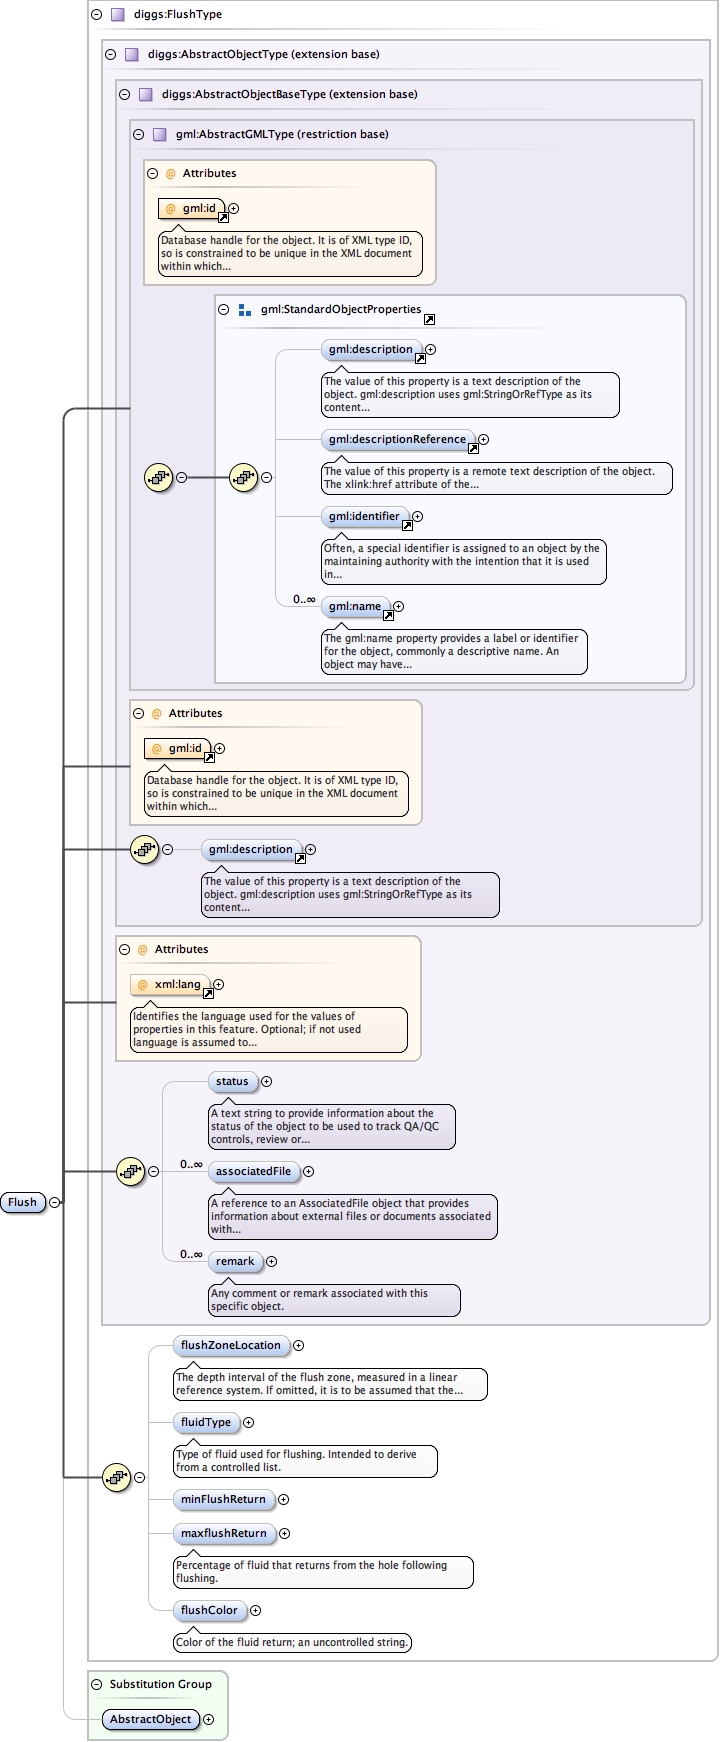 diggs:FlushType
diggs:AbstractObjectType (extension base)
diggs:AbstractObjectBaseType (extension base)
gml:AbstractGMLType (restriction base)
@ Attributes
@ gml:id
Database handle for the object. It is of XML type ID,
so is constrained to be unique in the XML document
within which...
gml:StandardObjectProperties
gml:description
The value of this property is a text description of the
object. gml:description uses gml:StringOrRefType as its
content...
gml:descriptionReference
The value of this property is a remote text description of the object.
The xlink:href attribute of the...
gml:identifier
Often, a special identifier is assigned to an object by the
maintaining authority with the intention that it is used
in...
0..∞
gml:name
The gml:name property provides a label or identifier
for the object, commonly a descriptive name. An
object may have...
@ Attributes
@ gml:id
Database handle for the object. It is of XML type ID,
so is constrained to be unique in the XML document
within which...
gml:description
The value of this property is a text description of the
object. gml:description uses gml:StringOrRefType as its
content...
@ Attributes
@ xml:lang
Identifies the language used for the values of
properties in this feature. Optional; if not used
language is assumed to...
status
A text string to provide information about the
status of the object to be used to track QA/QC
controls, review or...
0..∞
associatedFile
A reference to an AssociatedFile object that provides
information about external files or documents associated
with...
0..∞
remark
Any comment or remark associated with this
specific object.
Flush
flushZoneLocation
The depth interval of the flush zone, measured in a linear
reference system. If omitted, it is to be assumed that the...
fluidType
Type of fluid used for flushing. Intended to derive
from a controlled list.
minFlushReturn
maxflushReturn
Percentage of fluid that returns from the hole following
flushing.
flushColor
Color of the fluid return; an uncontrolled string.
Substitution Group
AbstractObject